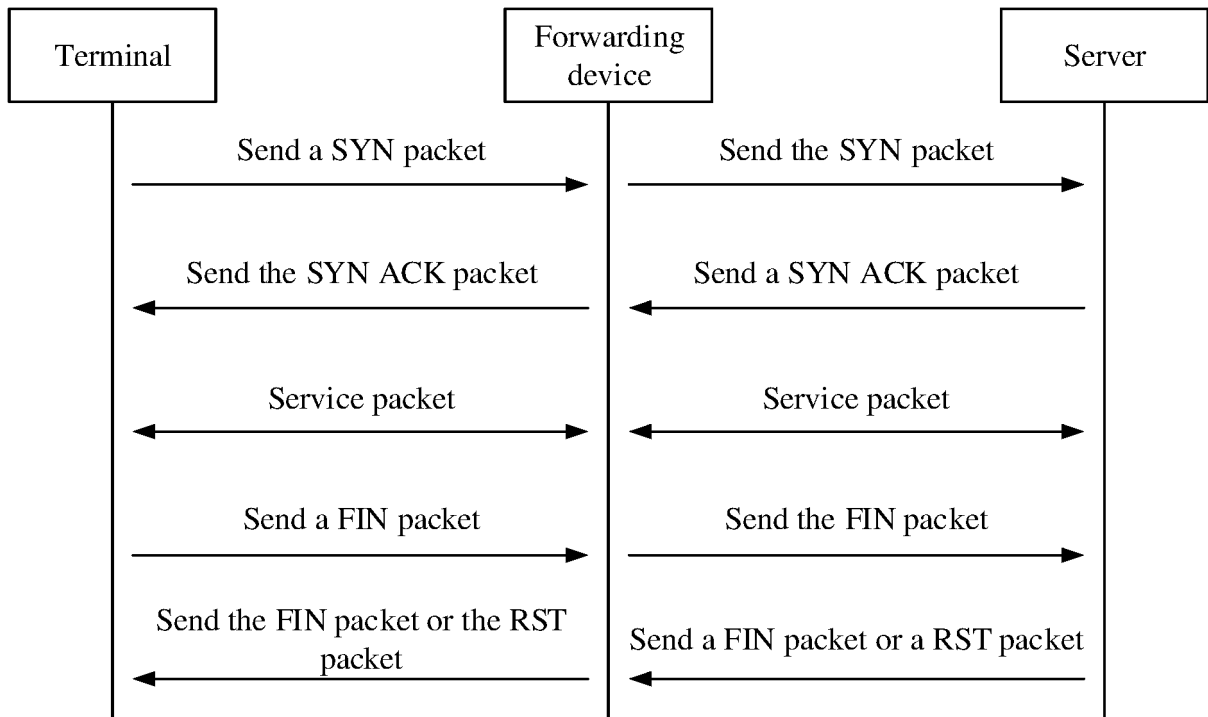 Terminal
Forwarding
device
Server
Send a SYN packet
Send the SYN packet
Send the SYN ACK packet
Send a SYN ACK packet
Service packet
Service packet
Send a FIN packet
Send the FIN packet
Send the FIN packet or the RST
packet
Send a FIN packet or a RST packet